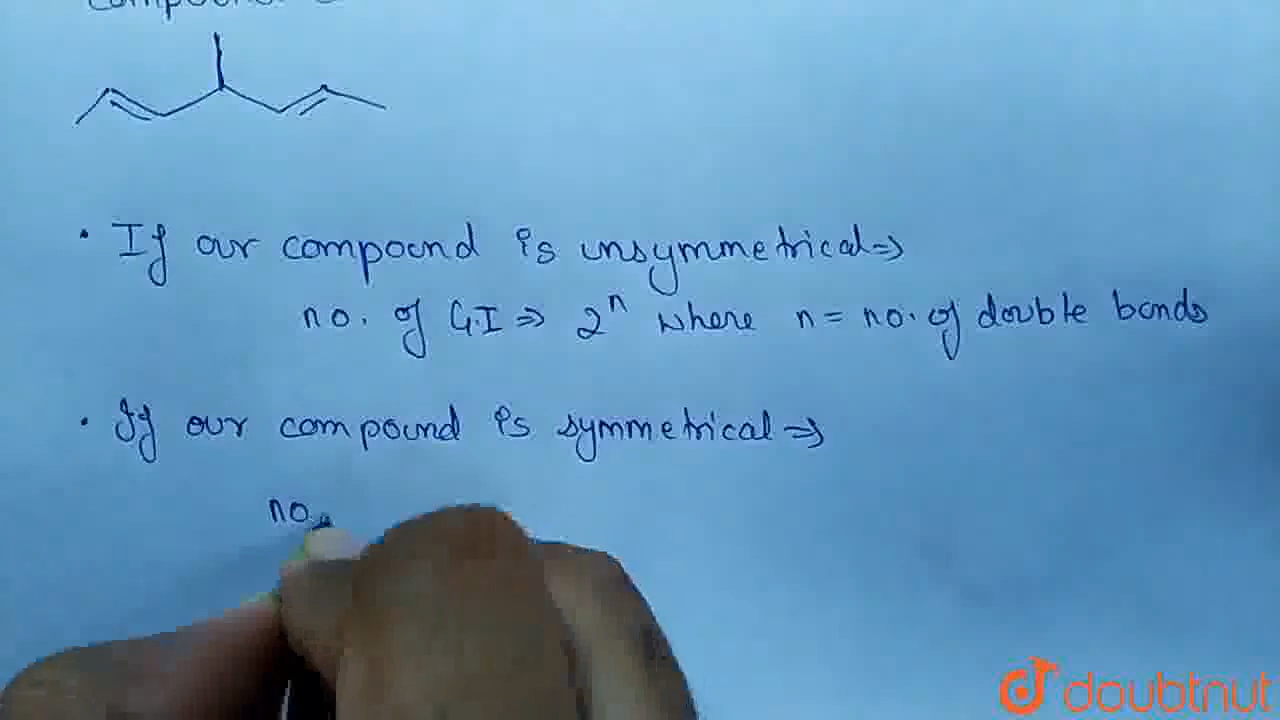 Compound
• If our compound is unsymmetrical ⇒
no. of G.I ⇒ 2ⁿ where n = no. of double bonds
• If our compound is symmetrical ⇒
no.
doubtnut